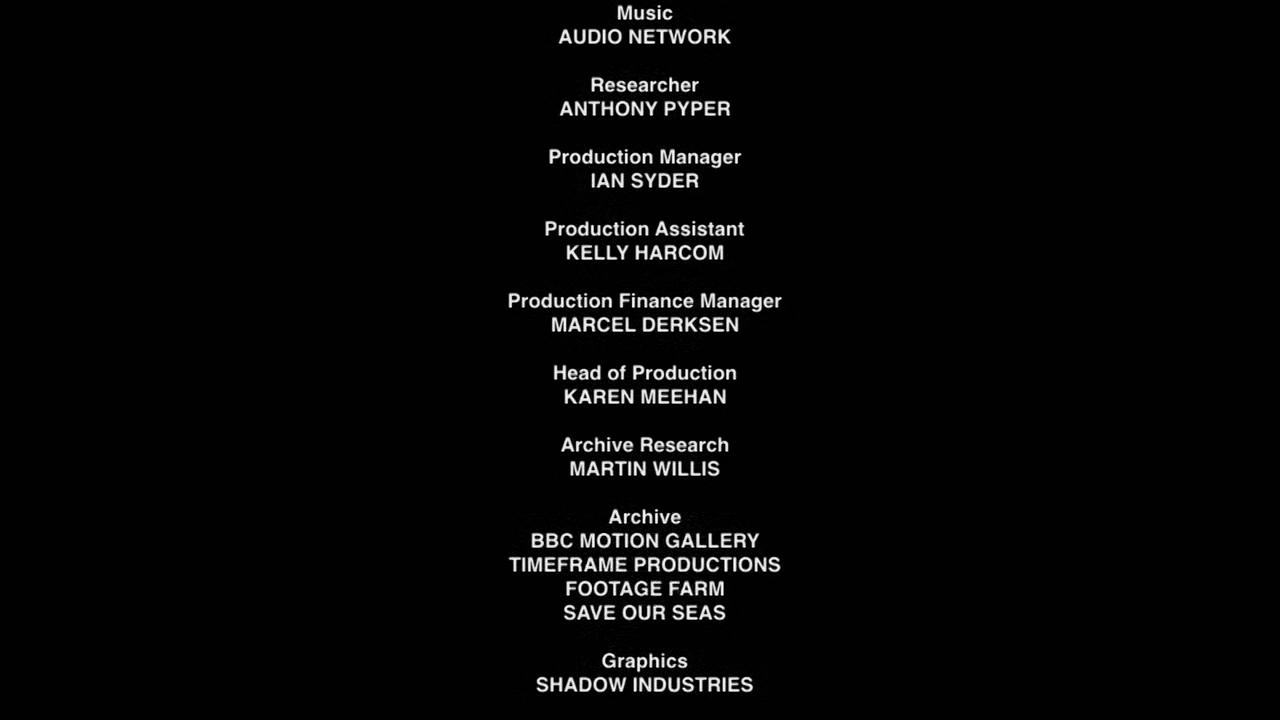 Music
AUDIO NETWORK
Researcher
ANTHONY PYPER
Production Manager
IAN SYDER
Production Assistant
KELLY HARCOM
Production Finance Manager
MARCEL DERKSEN
Head of Production
KAREN MEEHAN
Archive Research
MARTIN WILLIS
Archive
BBC MOTION GALLERY
TIMEFRAME PRODUCTIONS
FOOTAGE FARM
SAVE OUR SEAS
Graphics
SHADOW INDUSTRIES